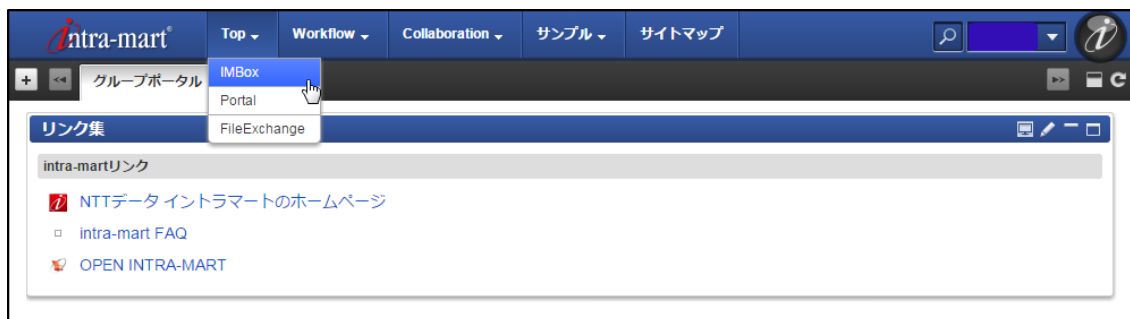 intra-mart® Top Workflow Collaboration サンプル サイトマップ
グループポータル
IMBox
Portal
FileExchange
リンク集
intra-martリンク
NTTデータ イントラマートのホームページ
intra-mart FAQ
OPEN INTRA-MART